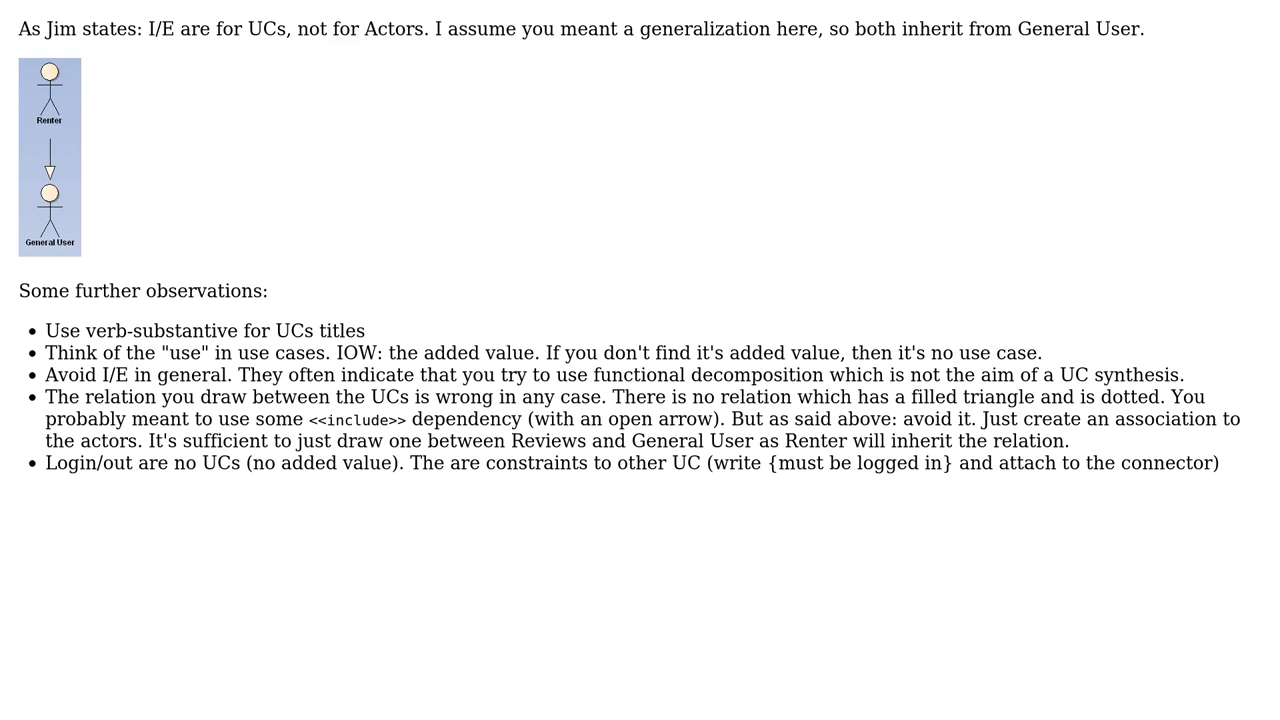 As Jim states: I/E are for UCs, not for Actors. I assume you meant a generalization here, so both inherit from General User.
Renter
General User
Some further observations:
• Use verb-substantive for UCs titles
• Think of the "use" in use cases. IOW: the added value. If you don't find it's added value, then it's no use case.
• Avoid I/E in general. They often indicate that you try to use functional decomposition which is not the aim of a UC synthesis.
• The relation you draw between the UCs is wrong in any case. There is no relation which has a filled triangle and is dotted. You
probably meant to use some <<include>> dependency (with an open arrow). But as said above: avoid it. Just create an association to
the actors. It's sufficient to just draw one between Reviews and General User as Renter will inherit the relation.
• Login/out are no UCs (no added value). The are constraints to other UC (write {must be logged in} and attach to the connector)